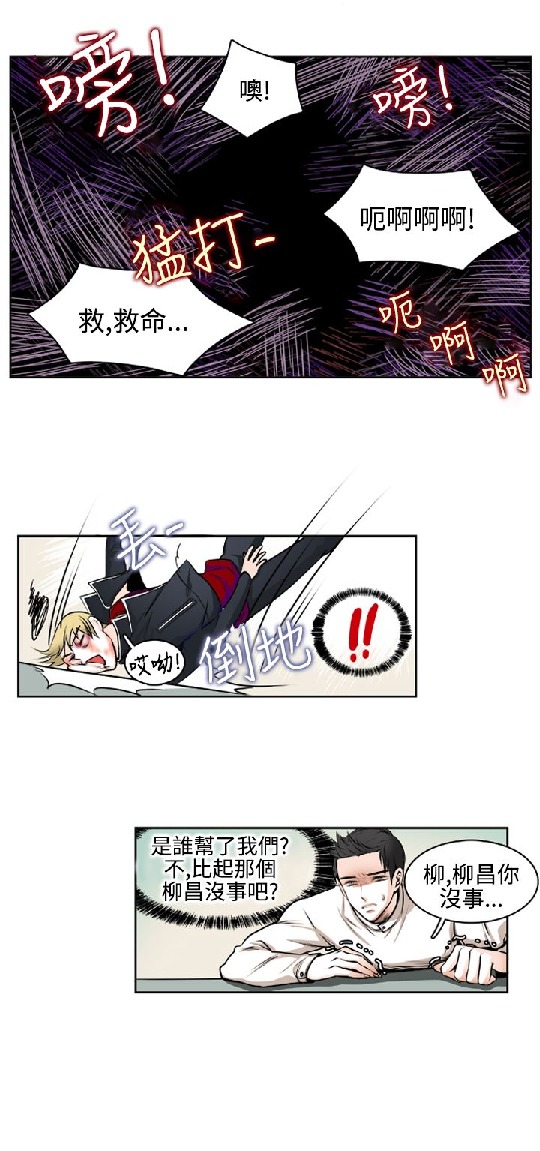 嗙!
噢!
嗙!
呃啊啊啊!
猛打-
救,救命...
呃
啊
啊
丟-
哎呦!
倒地
!!
是誰幫了我們?
不,比起那個
柳昌沒事吧?
柳,柳昌你
沒事...